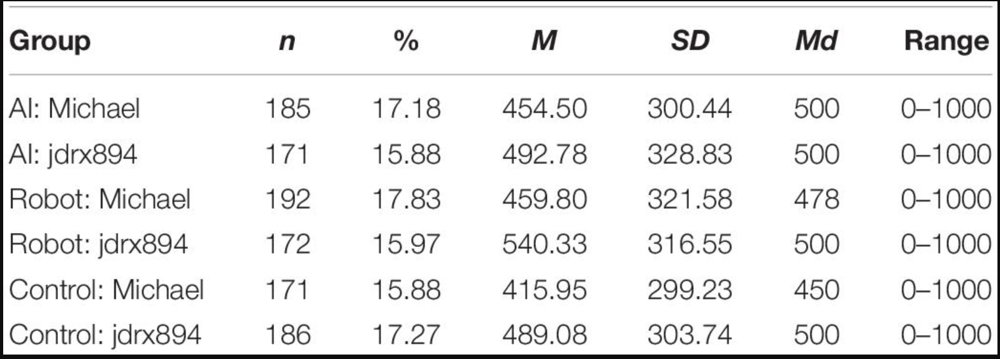 Group n % M SD Md Range
AI: Michael 185 17.18 454.50 300.44 500 0–1000
AI: jdrx894 171 15.88 492.78 328.83 500 0–1000
Robot: Michael 192 17.83 459.80 321.58 478 0–1000
Robot: jdrx894 172 15.97 540.33 316.55 500 0–1000
Control: Michael 171 15.88 415.95 299.23 450 0–1000
Control: jdrx894 186 17.27 489.08 303.74 500 0–1000